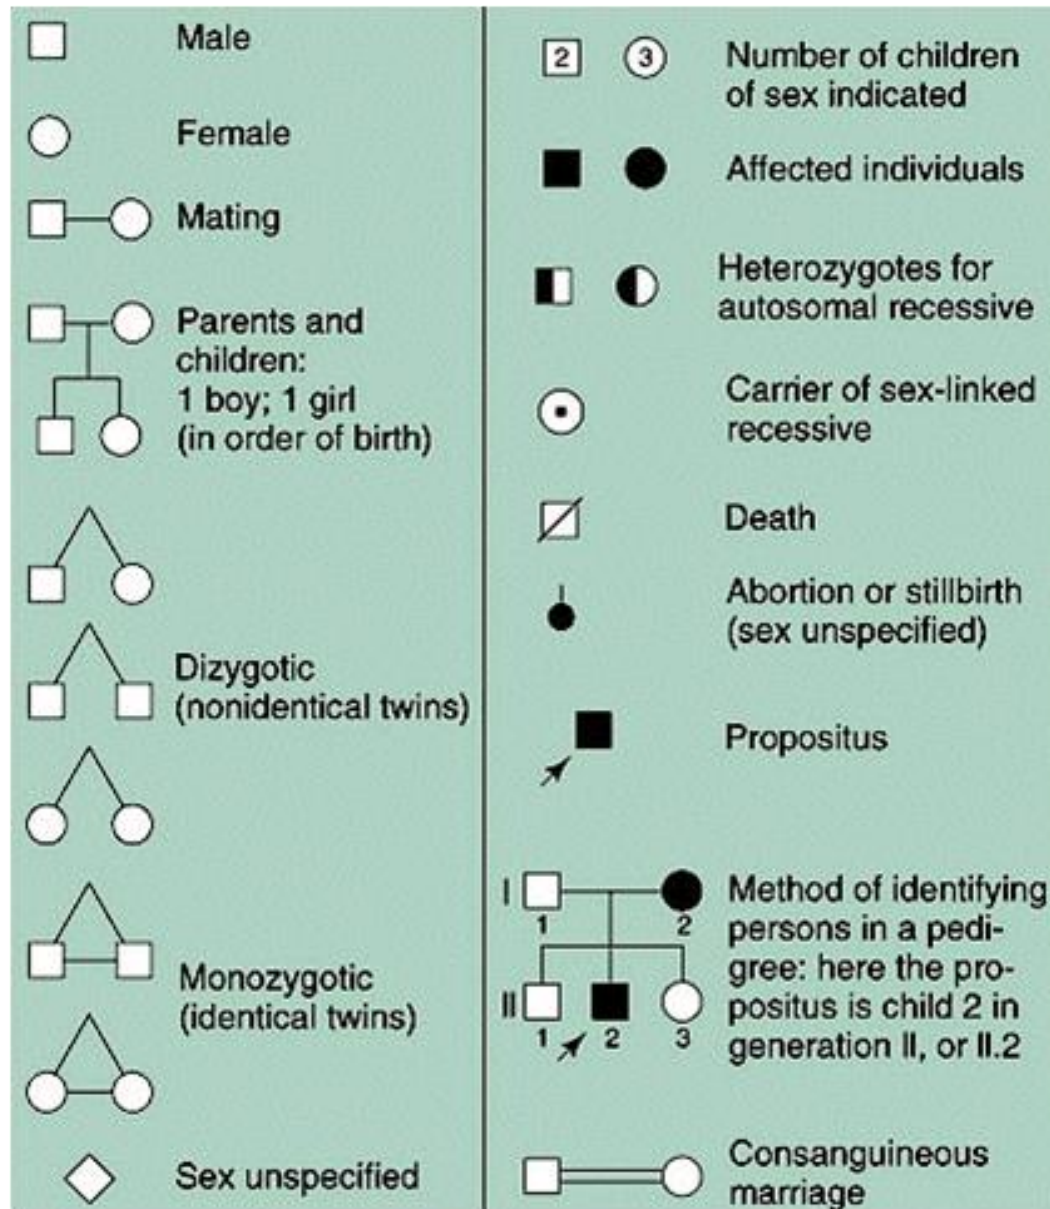 Male
Female
Mating
Parents and
children:
1 boy; 1 girl
(in order of birth)
Dizygotic
(nonidentical twins)
Monozygotic
(identical twins)
Sex unspecified
2 3
Number of children
of sex indicated
Affected individuals
Heterozygotes for
autosomal recessive
Carrier of sex-linked
recessive
Death
Abortion or stillbirth
(sex unspecified)
Propositus
I
1 2
II
1 2 3
Method of identifying
persons in a pedi-
gree: here the pro-
positus is child 2 in
generation II, or II.2
Consanguineous
marriage